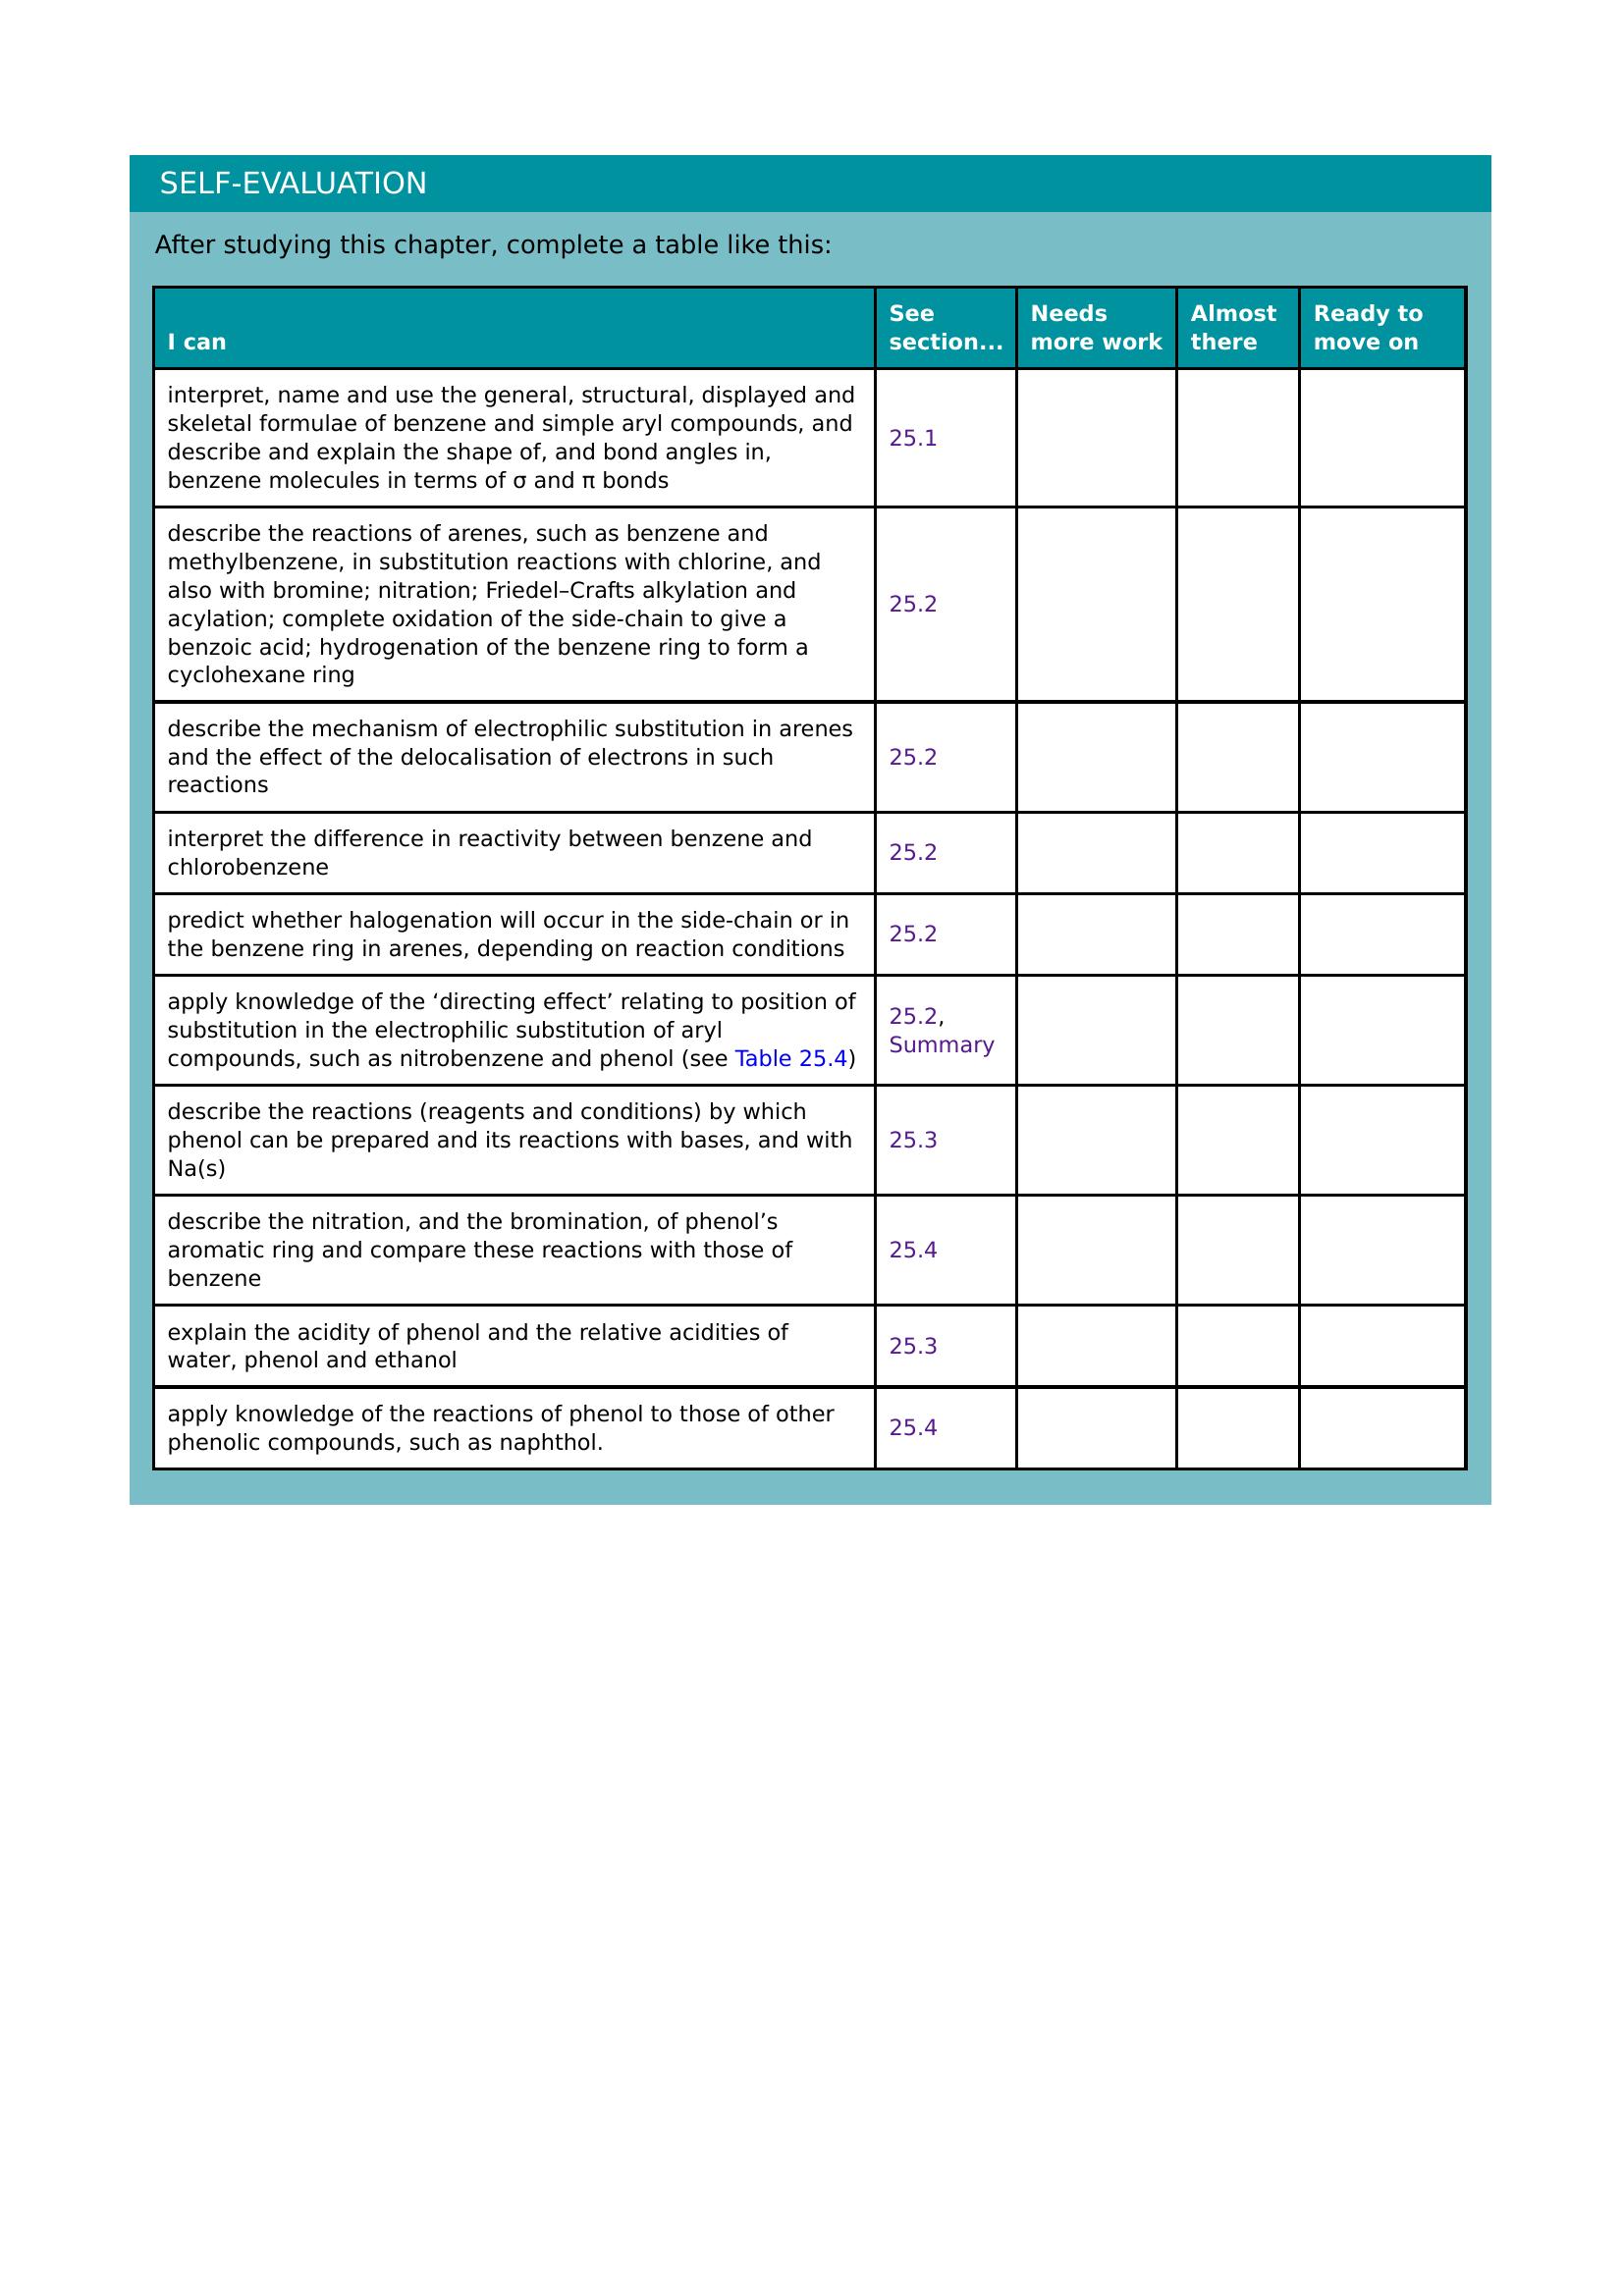 SELF-EVALUATION
After studying this chapter, complete a table like this:
I can
See
section...
Needs
more work
Almost
there
Ready to
move on
interpret, name and use the general, structural, displayed and
skeletal formulae of benzene and simple aryl compounds, and
describe and explain the shape of, and bond angles in,
benzene molecules in terms of σ and π bonds
25.1
describe the reactions of arenes, such as benzene and
methylbenzene, in substitution reactions with chlorine, and
also with bromine; nitration; Friedel–Crafts alkylation and
acylation; complete oxidation of the side-chain to give a
benzoic acid; hydrogenation of the benzene ring to form a
cyclohexane ring
25.2
describe the mechanism of electrophilic substitution in arenes
and the effect of the delocalisation of electrons in such
reactions
25.2
interpret the difference in reactivity between benzene and
chlorobenzene
25.2
predict whether halogenation will occur in the side-chain or in
the benzene ring in arenes, depending on reaction conditions
25.2
apply knowledge of the ‘directing effect’ relating to position of
substitution in the electrophilic substitution of aryl
compounds, such as nitrobenzene and phenol (see Table 25.4)
25.2,
Summary
describe the reactions (reagents and conditions) by which
phenol can be prepared and its reactions with bases, and with
Na(s)
25.3
describe the nitration, and the bromination, of phenol’s
aromatic ring and compare these reactions with those of
benzene
25.4
explain the acidity of phenol and the relative acidities of
water, phenol and ethanol
25.3
apply knowledge of the reactions of phenol to those of other
phenolic compounds, such as naphthol.
25.4